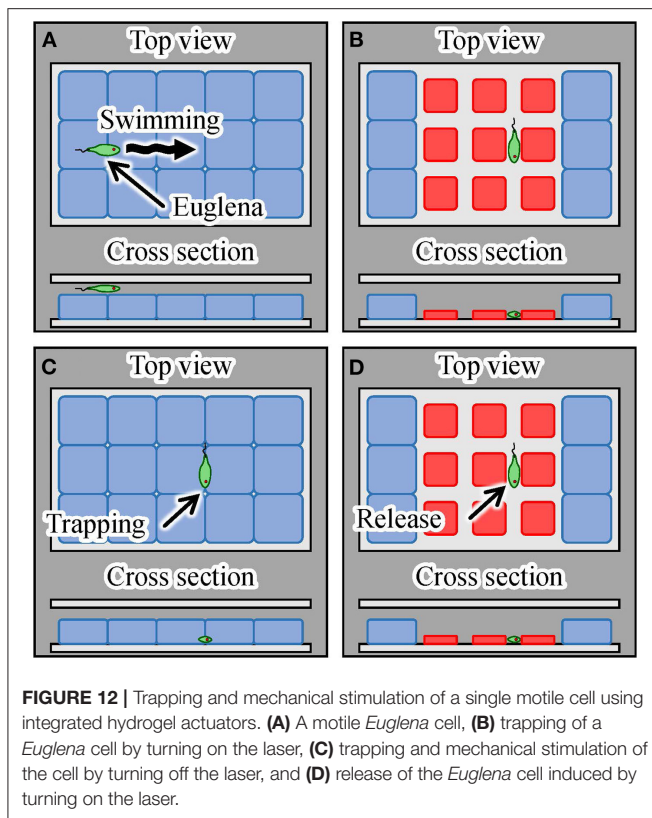 A
Top view
Swimming
Euglena
Cross section
B
Top view
Cross section
C
Top view
Trapping
Cross section
D
Top view
Release
Cross section
FIGURE 12 | Trapping and mechanical stimulation of a single motile cell using
integrated hydrogel actuators. (A) A motile Euglena cell, (B) trapping of a
Euglena cell by turning on the laser, (C) trapping and mechanical stimulation of
the cell by turning off the laser, and (D) release of the Euglena cell induced by
turning on the laser.